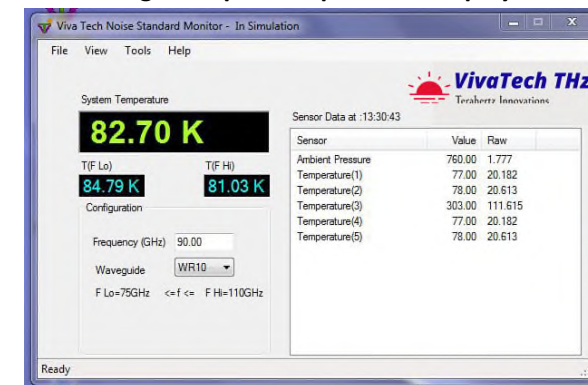 Viva Tech Noise Standard Monitor - In Simulation
File View Tools Help
VivaTech THz
Terahertz Innovations
System Temperature
82.70 K
T(F Lo) T(F Hi)
84.79 K 81.03 K
Configuration
Frequency (GHz) 90.00
Waveguide WR10
F Lo=75GHz <=f <= F Hi=110GHz
Sensor Data at :13:30:43
Sensor Value Raw
Ambient Pressure 760.00 1.777
Temperature(1) 77.00 20.182
Temperature(2) 78.00 20.613
Temperature(3) 303.00 111.615
Temperature(4) 77.00 20.182
Temperature(5) 78.00 20.613
Ready